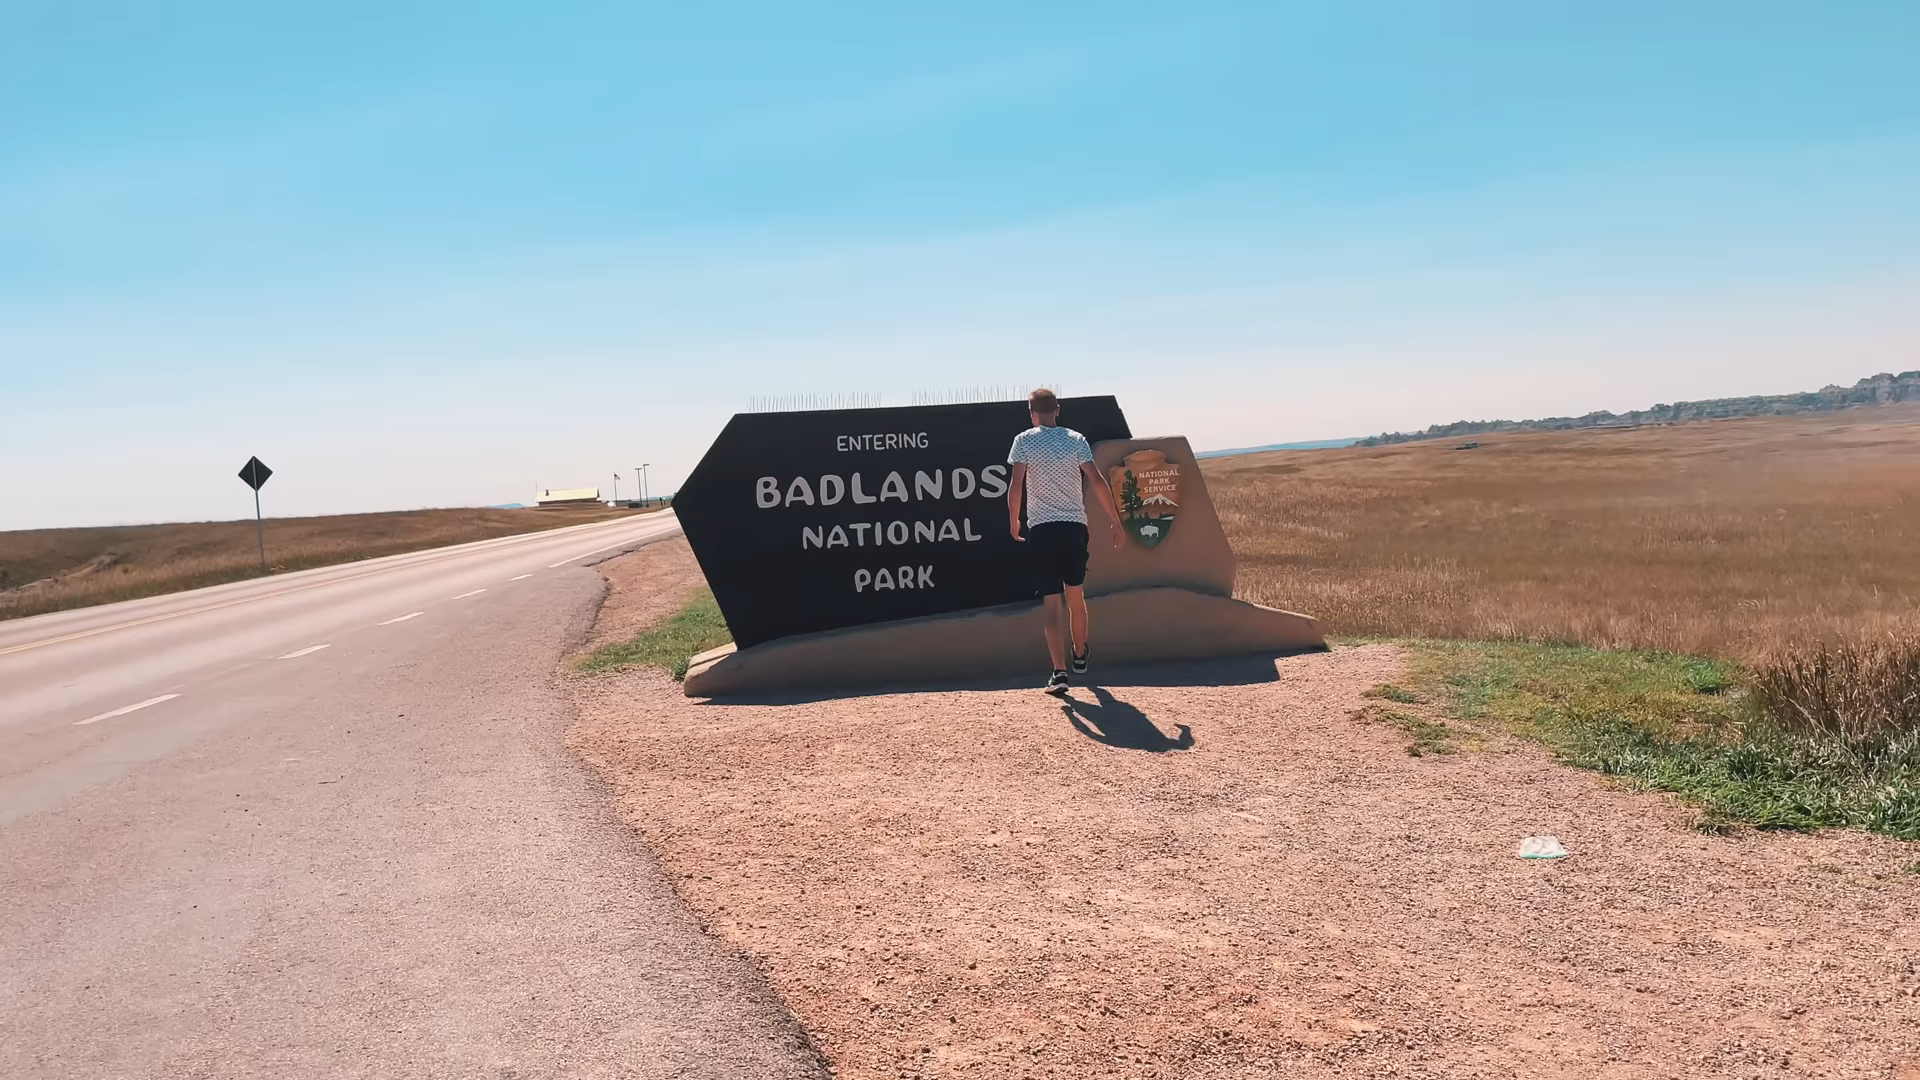 ENTERING
BADLANDS
NATIONAL
PARK
NATIONAL
PARK
SERVICE